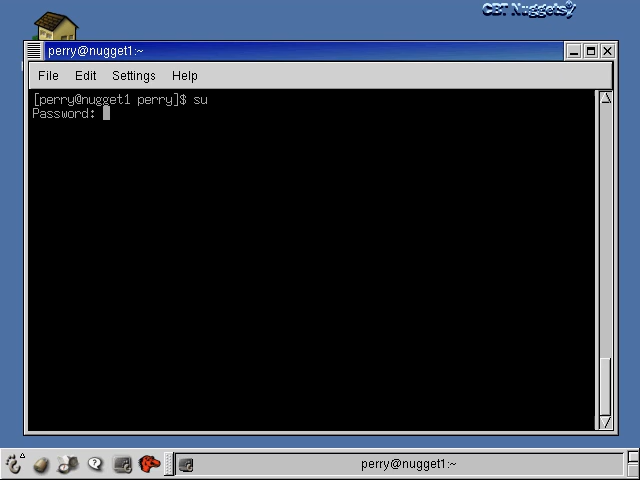 CBT Nuggets
perry@nugget1:~
File Edit Settings Help
[perry@nugget1 perry]$ su
Password:
perry@nugget1:~